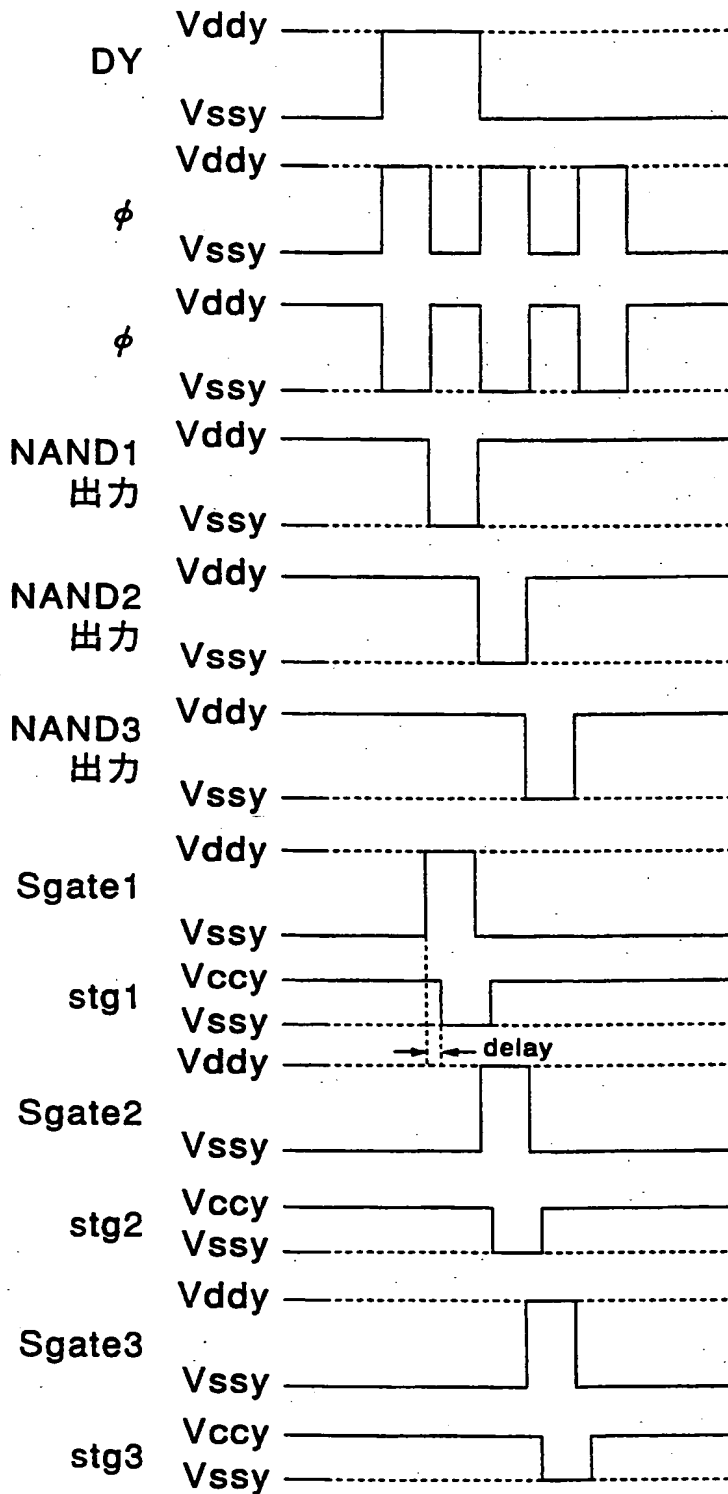 Vddy
DY
Vssy
Vddy
ϕ
Vssy
Vddy
ϕ
Vssy
Vddy
NAND1
出力
Vssy
Vddy
NAND2
出力
Vssy
Vddy
NAND3
出力
Vssy
Vddy
Sgate1
Vssy
Vccy
stg1
Vssy
delay
Vddy
Sgate2
Vssy
Vccy
stg2
Vssy
Vddy
Sgate3
Vssy
Vccy
stg3
Vssy